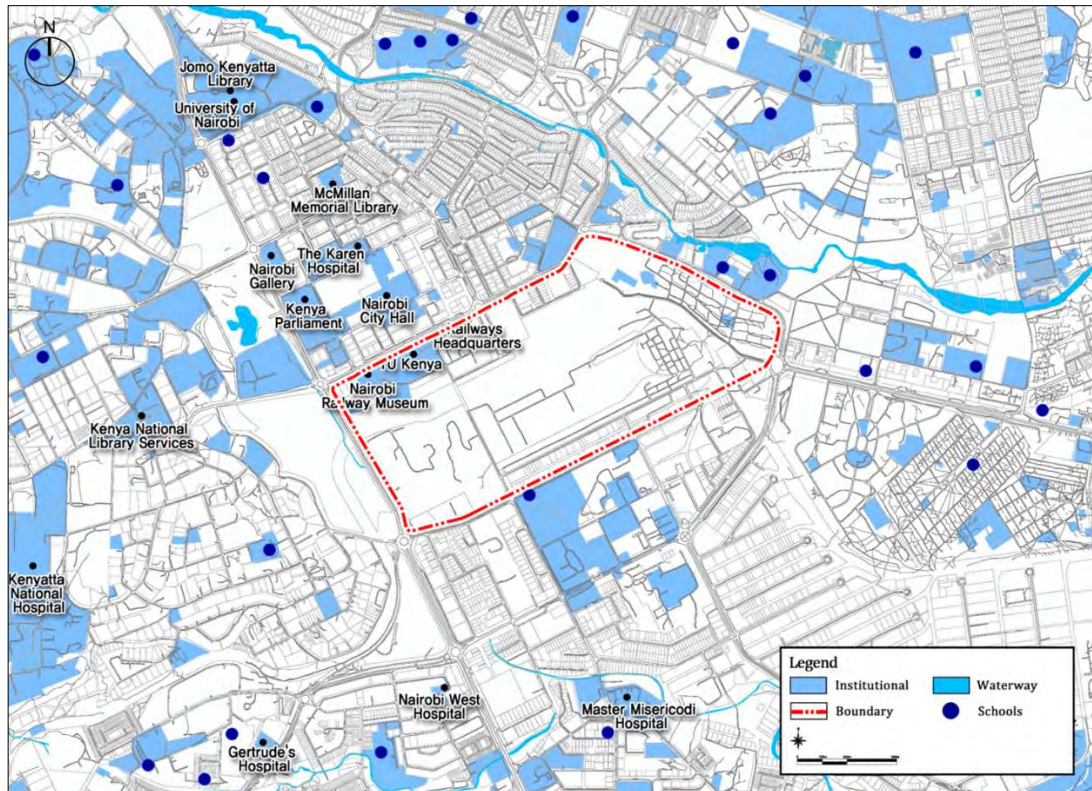 N
Jomo Kenyatta
Library
University of
Nairobi
McMillan
Memorial Library
The Karen
Hospital
Nairobi
Gallery
Kenya
Parliament
Nairobi
City Hall
Railways
Headquarters
TU Kenya
Nairobi
Railway Museum
Kenya National
Library Services
Kenyatta
National
Hospital
Nairobi West
Hospital
Master Misericodi
Hospital
Gertrude's
Hospital
Legend
Institutional
Waterway
Boundary
Schools